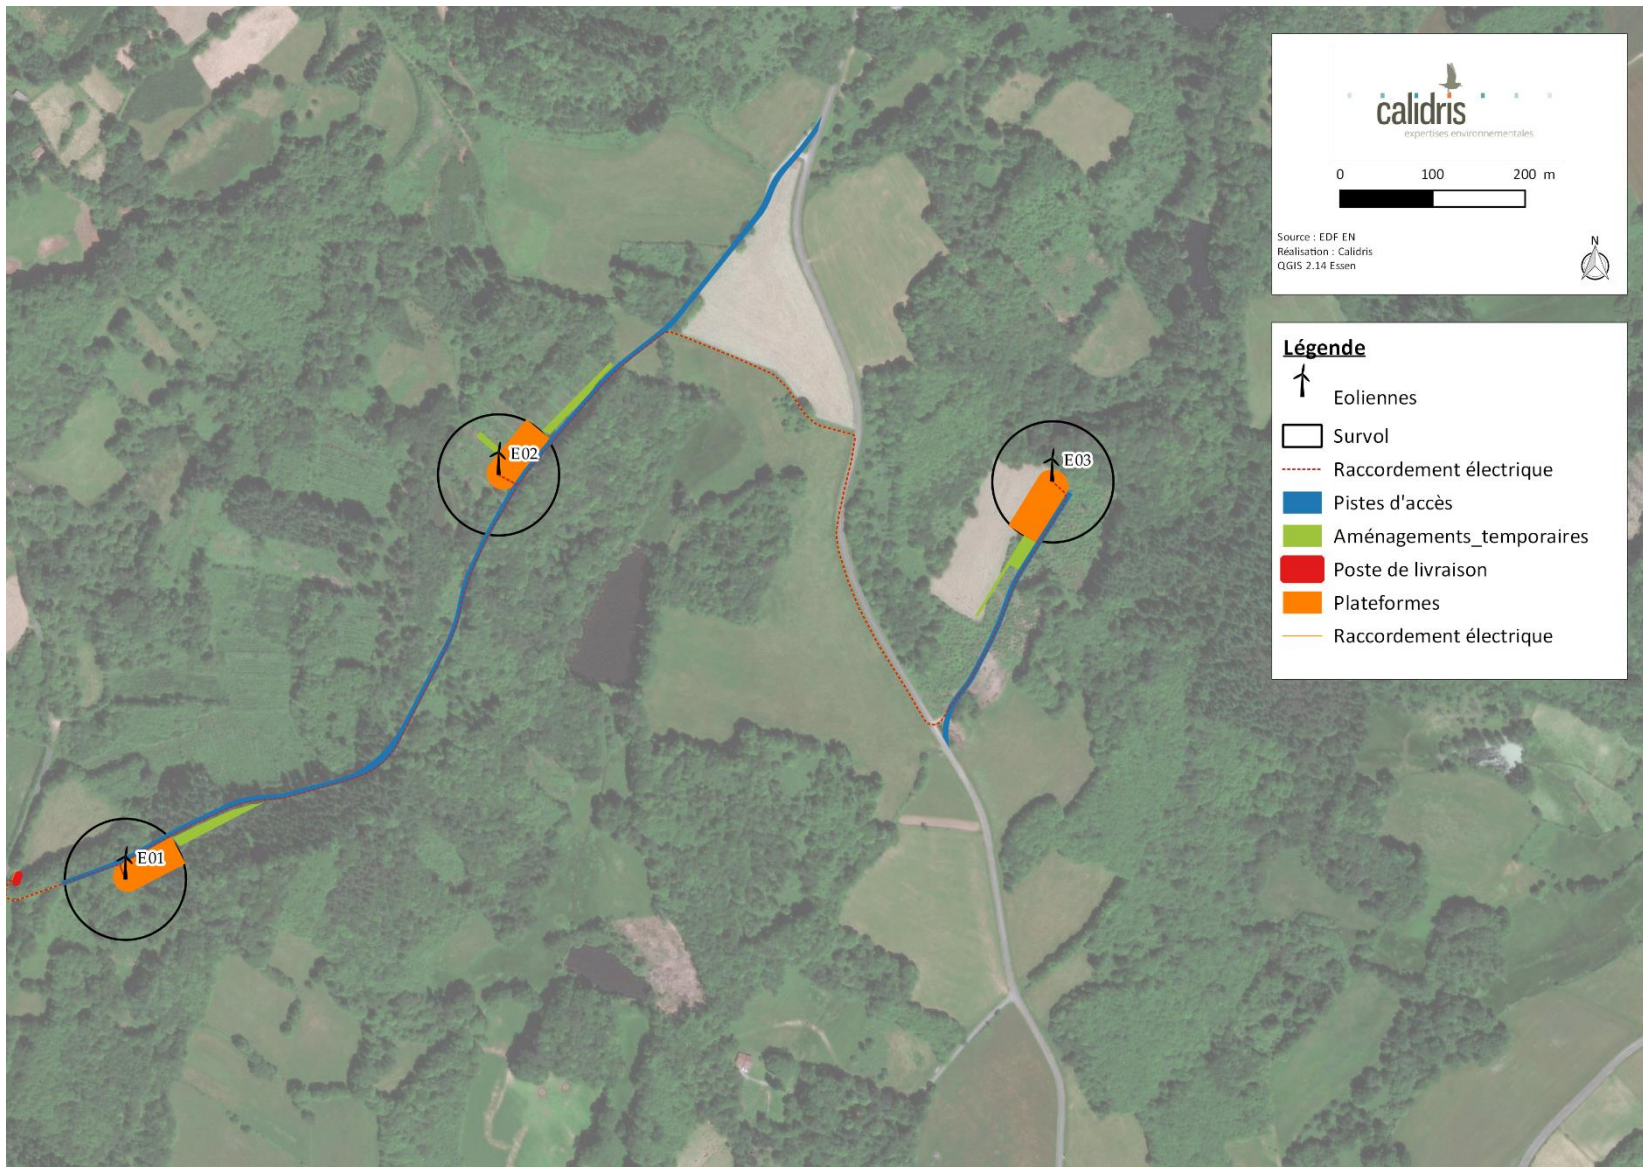 calidris
expertises environnementales
0 100 200 m
Source : EDF EN
Réalisation : Calidris
QGIS 2.14 Essen
N
Légende
Eoliennes
Survol
Raccordement électrique
Pistes d'accès
Aménagements_temporaires
Poste de livraison
Plateformes
Raccordement électrique
E02
E03
E01